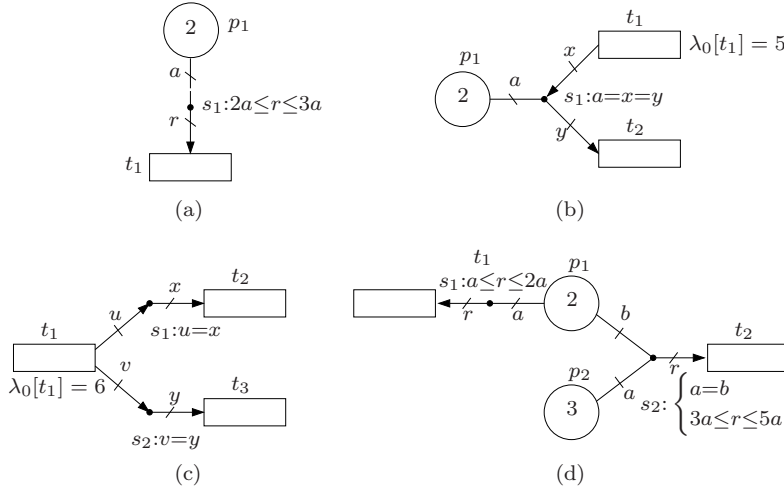 2
p₁
a
s₁:2a≤r≤3a
r
t₁
(a)
t₁
λ₀[t₁] = 5
x
p₁
2
a
s₁:a=x=y
y
t₂
(b)
t₂
x
s₁:u=x
t₁
u
v
λ₀[t₁] = 6
t₃
y
s₂:v=y
(c)
t₁
s₁:a≤r≤2a
r
a
p₁
2
b
t₂
r
p₂
3
a
s₂: { a=b
3a≤r≤5a
(d)